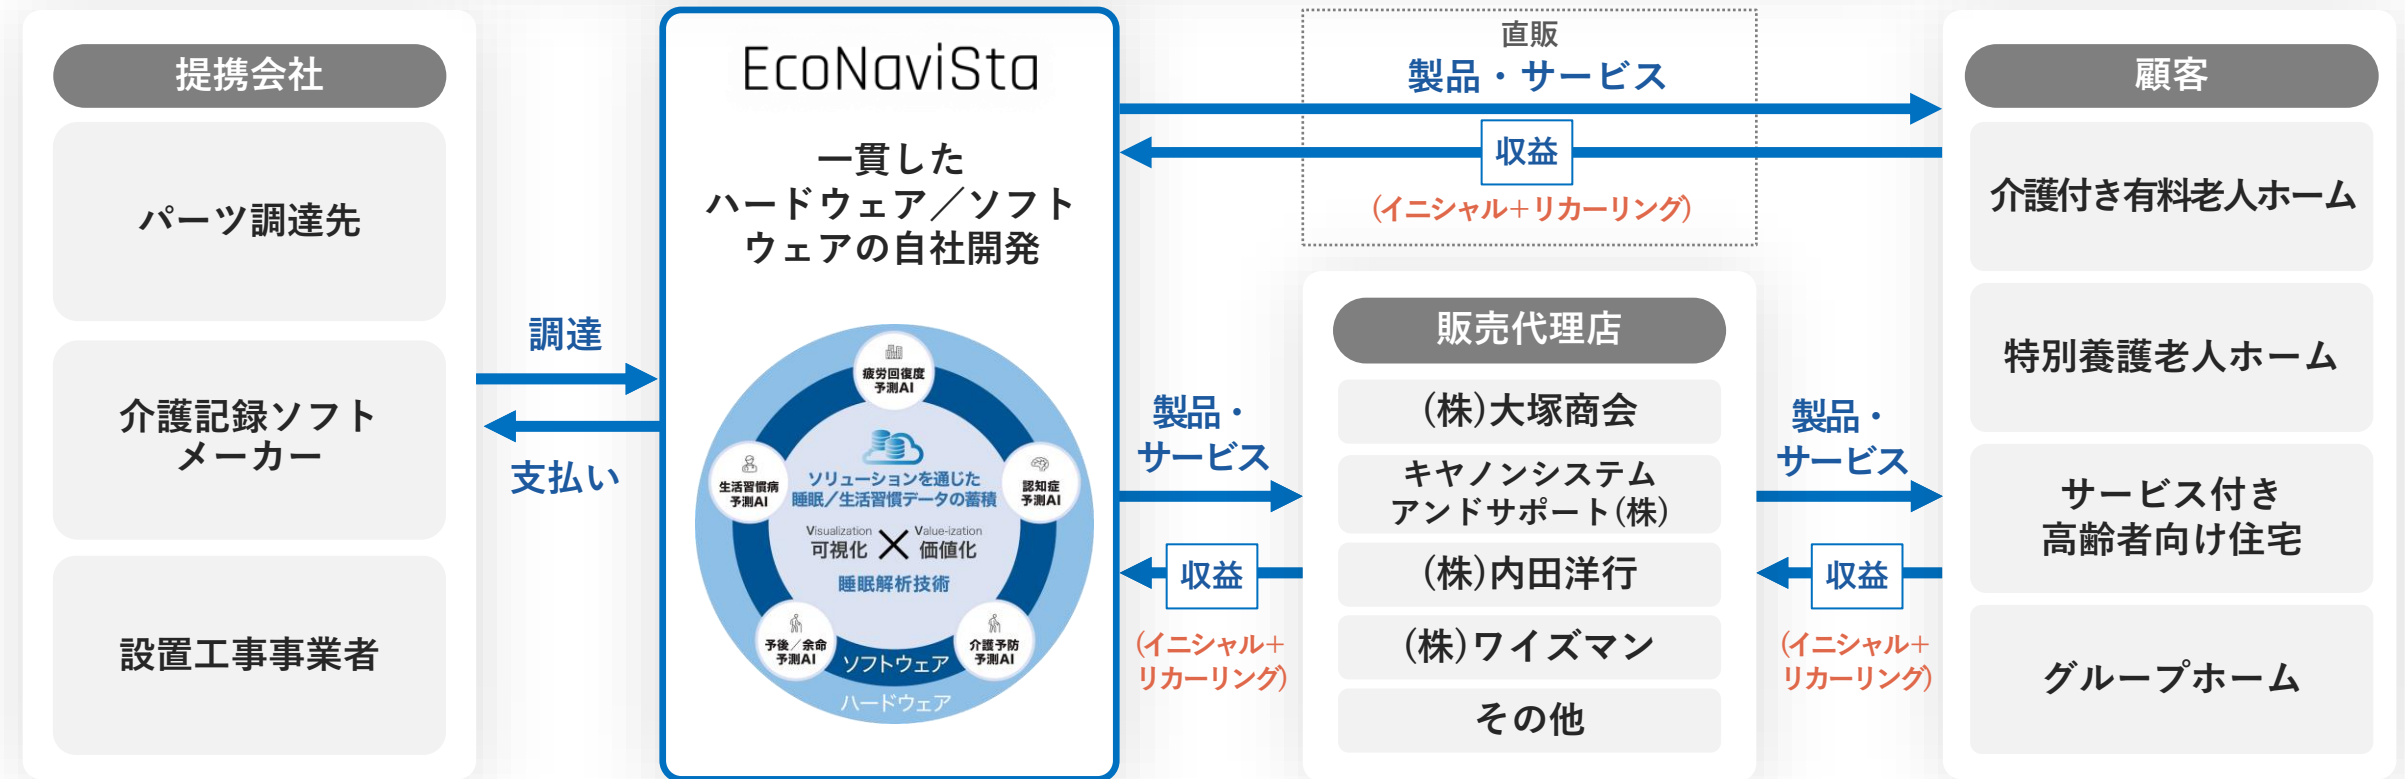 提携会社
パーツ調達先
介護記録ソフト
メーカー
設置工事事業者
調達
支払い
EcoNaviSta
一貫した
ハードウェア／ソフト
ウェアの自社開発
疲労回復度
予測AI
生活習慣病
予測AI
認知症
予測AI
ソリューションを通じた
睡眠／生活習慣データの蓄積
Visualization
可視化
×
Value-ization
価値化
睡眠解析技術
予後／余命
予測AI
介護予防
予測AI
ソフトウェア
ハードウェア
直販
製品・サービス
収益
(イニシャル＋リカーリング)
製品・
サービス
収益
(イニシャル＋
リカーリング)
販売代理店
(株)大塚商会
キヤノンシステム
アンドサポート(株)
(株)内田洋行
(株)ワイズマン
その他
製品・
サービス
収益
(イニシャル＋
リカーリング)
顧客
介護付き有料老人ホーム
特別養護老人ホーム
サービス付き
高齢者向け住宅
グループホーム